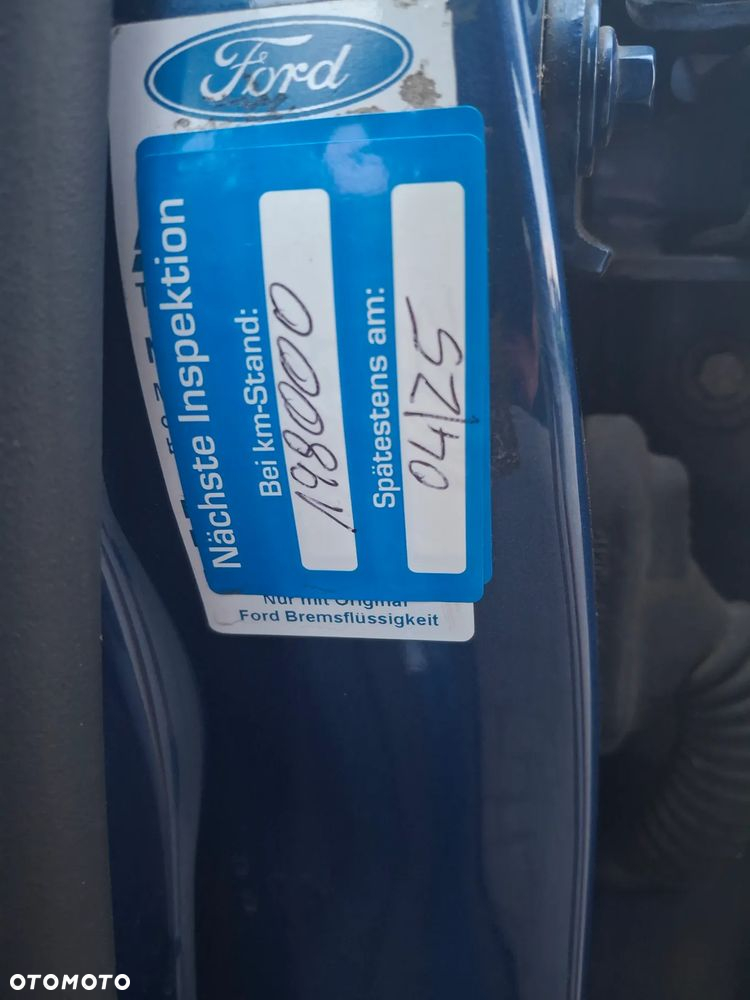 Ford
Nächste Inspektion
Bei km-Stand:
198000
Spätestens am:
04/25
Nur mit Original
Ford Bremsflüssigkeit
OTOMOTO